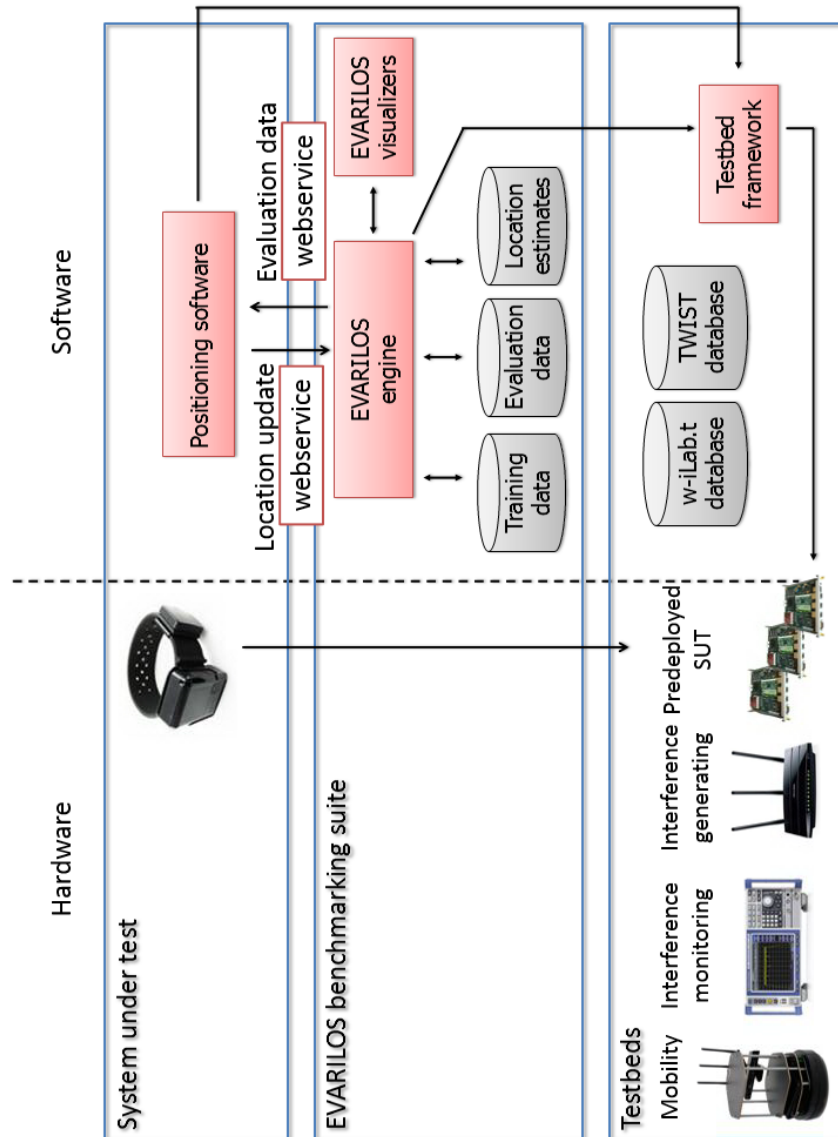 Hardware
Software
System under test
Positioning software
Location update
webservice
Evaluation data
webservice
EVARILOS benchmarking suite
EVARILOS
engine
EVARILOS
visualizers
Training
data
Evaluation
data
Location
estimates
Testbeds
Mobility
Interference
monitoring
Interference
generating
Predeployed
SUT
w-iLab.t
database
TWIST
database
Testbed
framework